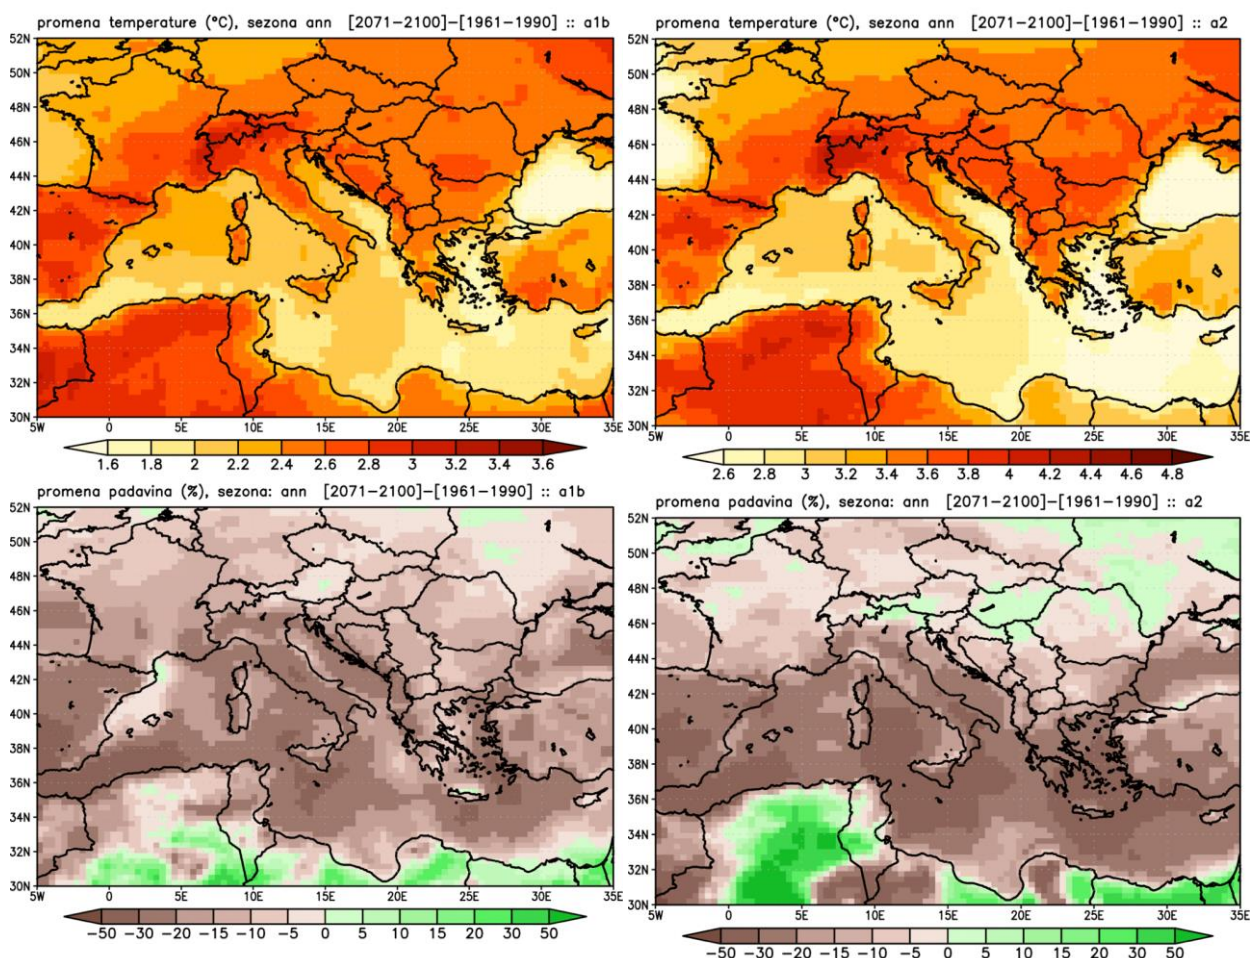 promena temperature (°C), sezona ann [2071−2100]−[1961−1990] :: a1b
52N
50N
48N
46N
44N
42N
40N
38N
36N
34N
32N
30N
5W 0 5E 10E 15E 20E 25E 30E 35E
1.6 1.8 2 2.2 2.4 2.6 2.8 3 3.2 3.4 3.6
promena temperature (°C), sezona ann [2071−2100]−[1961−1990] :: a2
52N
50N
48N
46N
44N
42N
40N
38N
36N
34N
32N
30N
5W 0 5E 10E 15E 20E 25E 30E 35E
2.6 2.8 3 3.2 3.4 3.6 3.8 4 4.2 4.4 4.6 4.8
promena padavina (%), sezona: ann [2071−2100]−[1961−1990] :: a1b
52N
50N
48N
46N
44N
42N
40N
38N
36N
34N
32N
30N
5W 0 5E 10E 15E 20E 25E 30E 35E
−50 −30 −20 −15 −10 −5 0 5 10 15 20 30 50
promena padavina (%), sezona: ann [2071−2100]−[1961−1990] :: a2
52N
50N
48N
46N
44N
42N
40N
38N
36N
34N
32N
30N
5W 0 5E 10E 15E 20E 25E 30E 35E
−50 −30 −20 −15 −10 −5 0 5 10 15 20 30 50